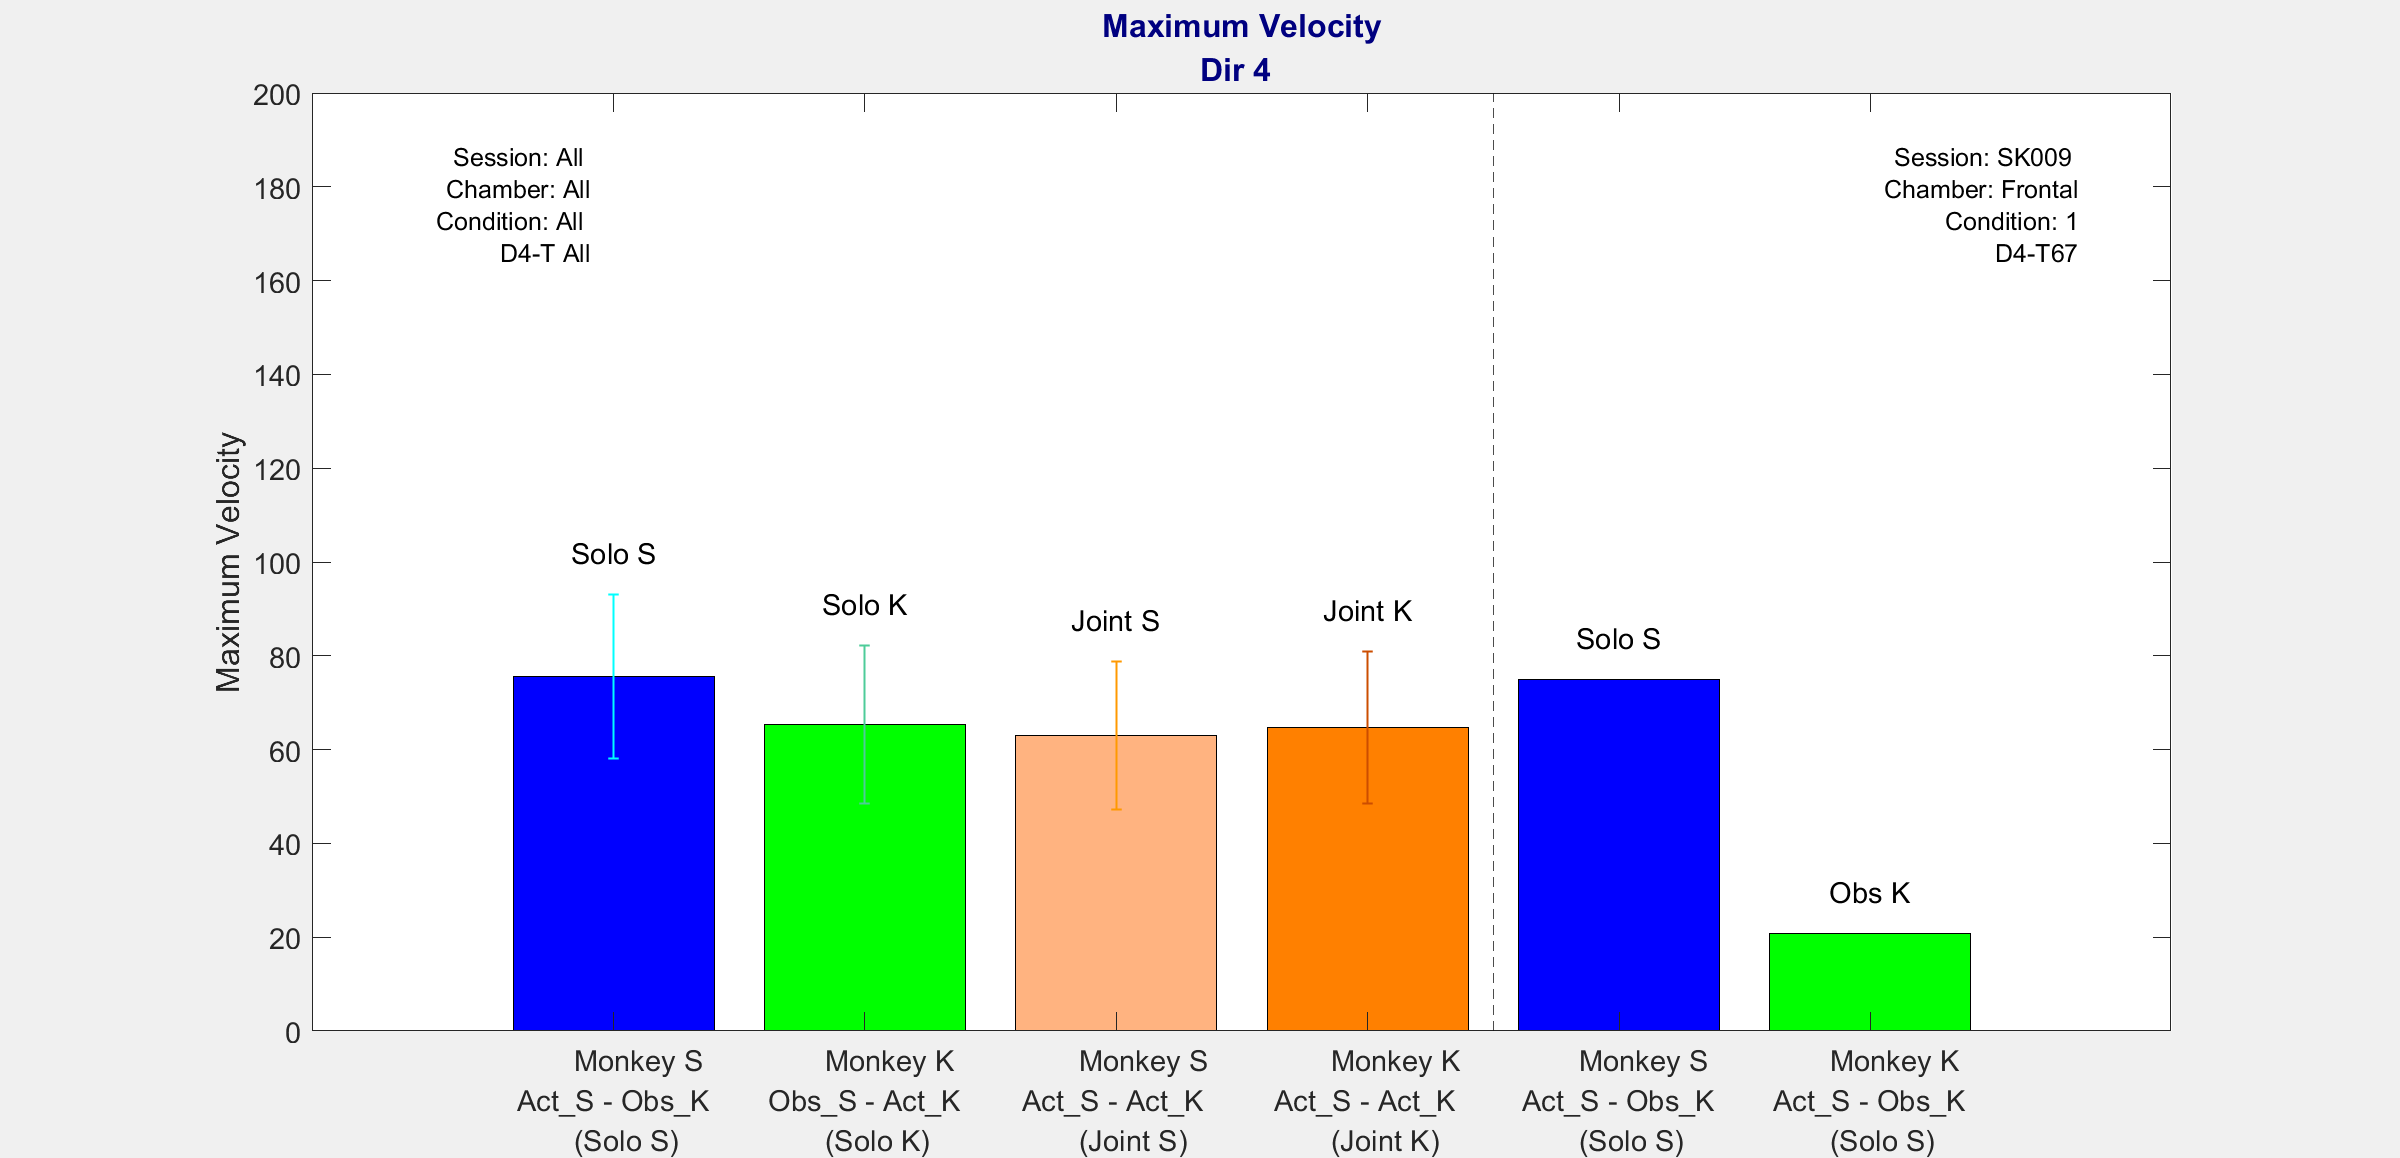 Maximum Velocity
Dir 4
200
180
160
140
120
100
80
60
40
20
0
Maximum Velocity
Session: All
Chamber: All
Condition: All
D4-T All
Session: SK009
Chamber: Frontal
Condition: 1
D4-T67
Solo S
Solo K
Joint S
Joint K
Solo S
Obs K
Monkey S
Act_S - Obs_K
(Solo S)
Monkey K
Obs_S - Act_K
(Solo K)
Monkey S
Act_S - Act_K
(Joint S)
Monkey K
Act_S - Act_K
(Joint K)
Monkey S
Act_S - Obs_K
(Solo S)
Monkey K
Act_S - Obs_K
(Solo S)